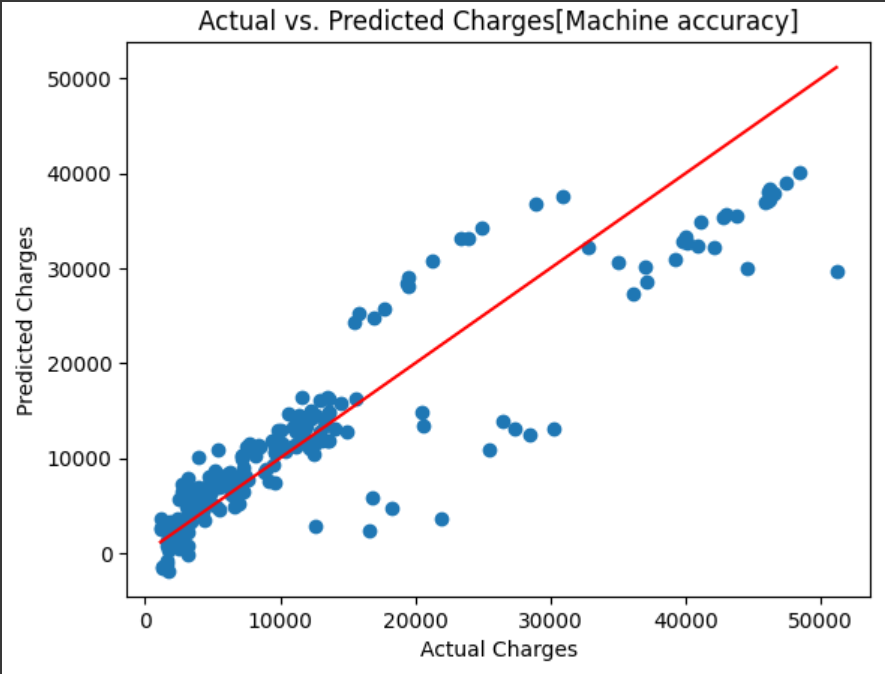 Actual vs. Predicted Charges[Machine accuracy]
50000
40000
30000
20000
10000
0
Predicted Charges
0 10000 20000 30000 40000 50000
Actual Charges